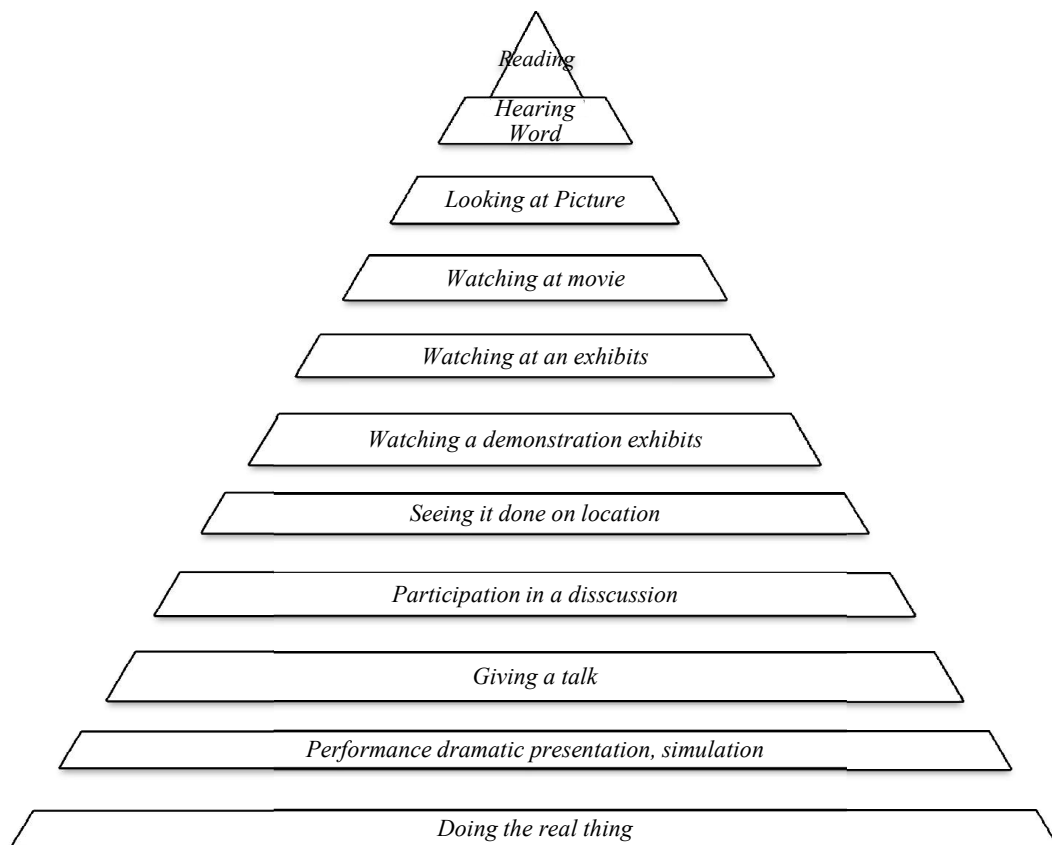 Reading
Hearing
Word
Looking at Picture
Watching at movie
Watching at an exhibits
Watching a demonstration exhibits
Seeing it done on location
Participation in a disscussion
Giving a talk
Performance dramatic presentation, simulation
Doing the real thing